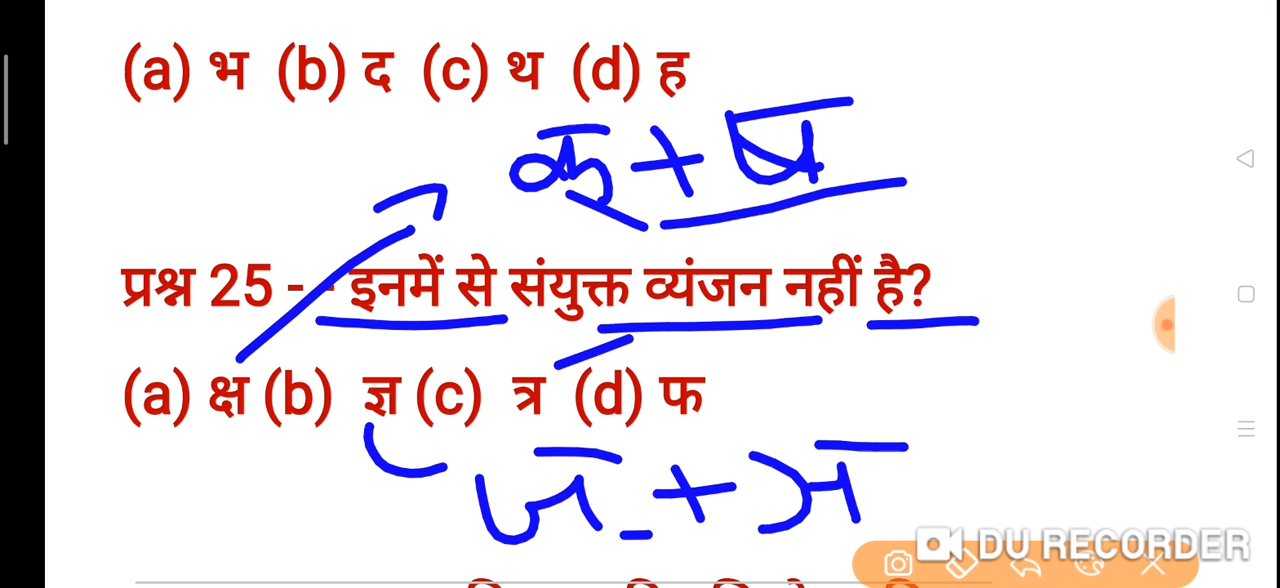 (a) भ (b) द (c) थ (d) ह
क् + ष
प्रश्न 25 -- इनमें से संयुक्त व्यंजन नहीं है?
(a) क्ष (b) ज्ञ (c) त्र (d) फ
DU RECORDER